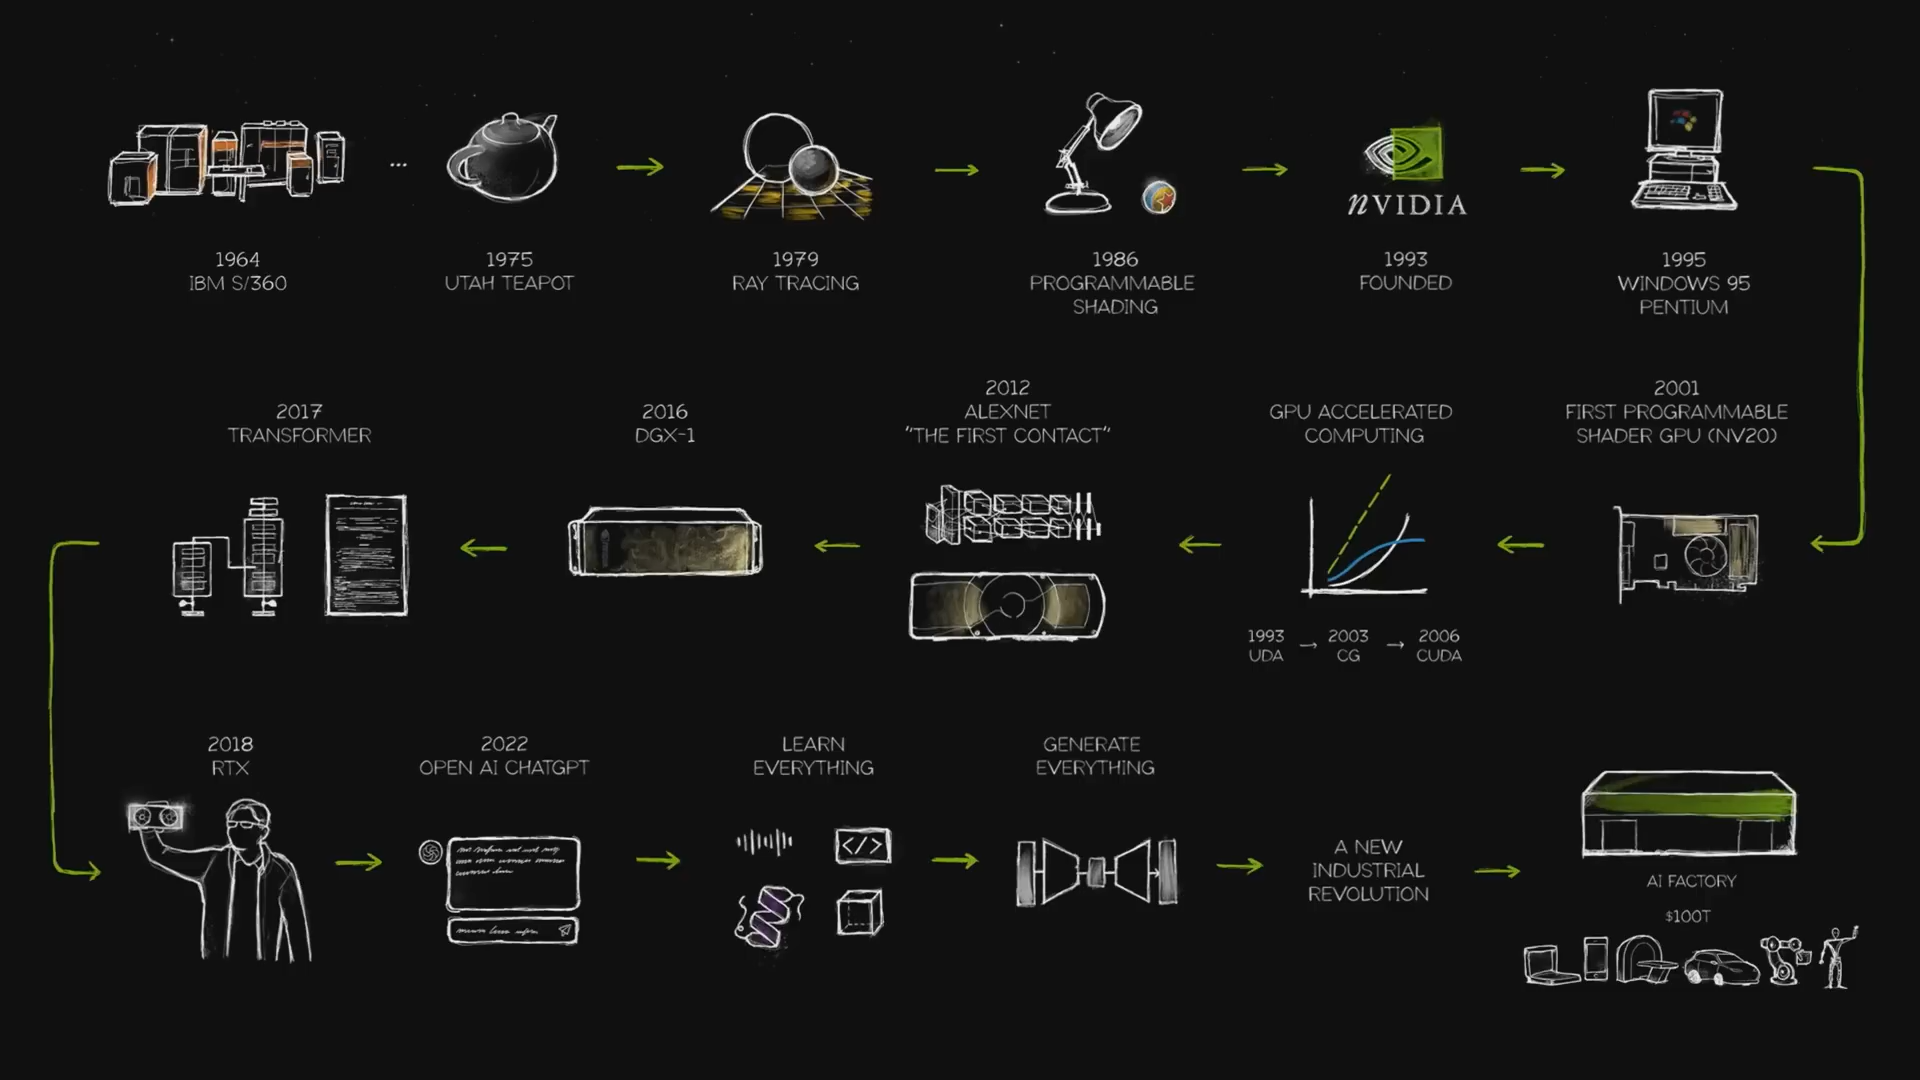 nVIDIA
1964
IBM S/360
...
1975
UTAH TEAPOT
1979
RAY TRACING
1986
PROGRAMMABLE
SHADING
1993
FOUNDED
1995
WINDOWS 95
PENTIUM
2001
FIRST PROGRAMMABLE
SHADER GPU (NV20)
GPU ACCELERATED
COMPUTING
1993
UDA
2003
CG
2006
CUDA
2012
ALEXNET
"THE FIRST CONTACT"
2016
DGX-1
2017
TRANSFORMER
2018
RTX
2022
OPEN AI CHATGPT
LEARN
EVERYTHING
</>
GENERATE
EVERYTHING
A NEW
INDUSTRIAL
REVOLUTION
AI FACTORY
$100T